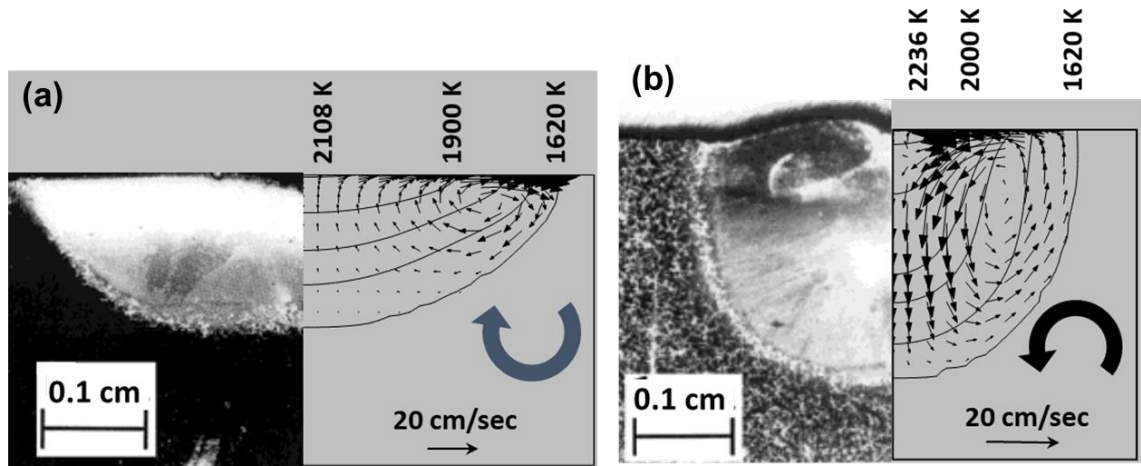 (a)
2108 K
1900 K
1620 K
0.1 cm
20 cm/sec
(b)
2236 K
2000 K
1620 K
0.1 cm
20 cm/sec